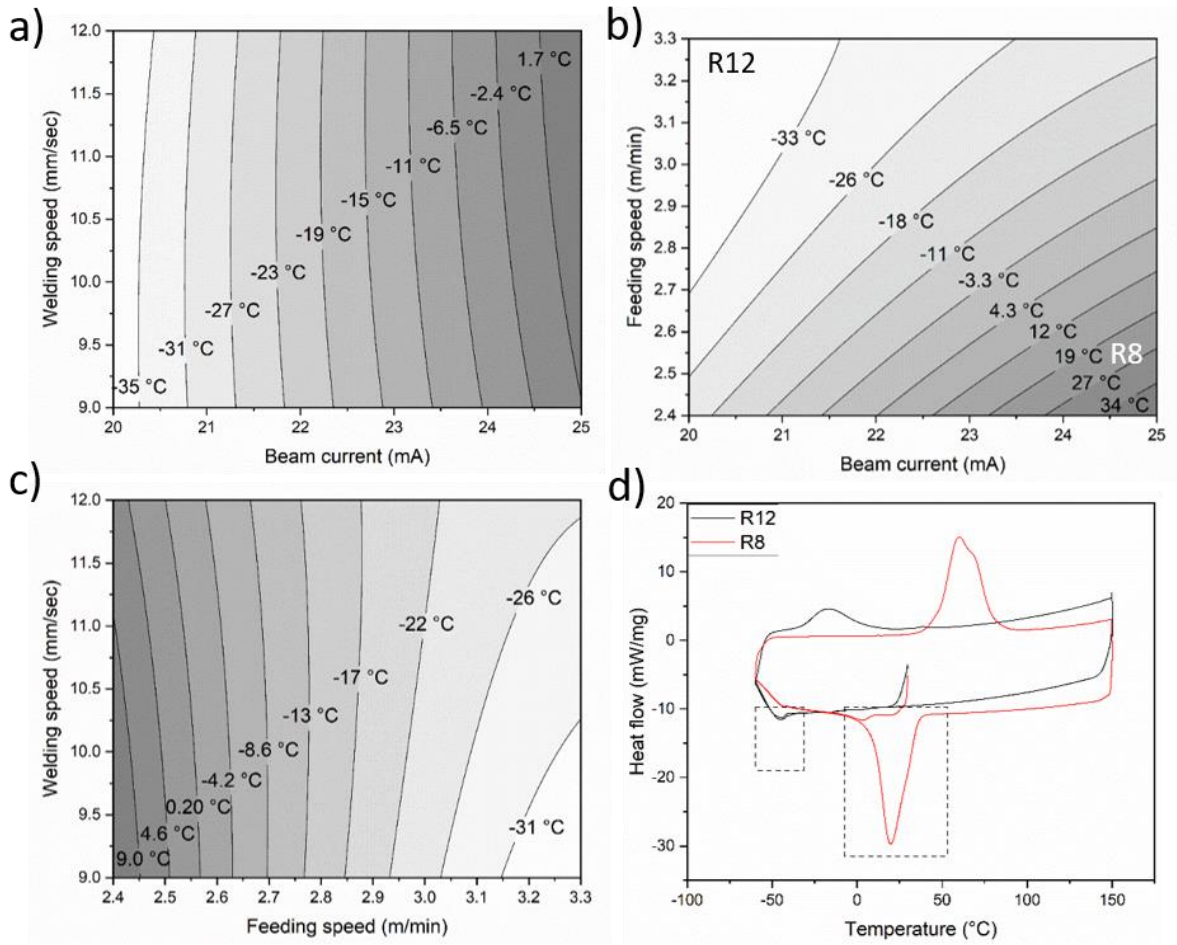 a)
12.0
11.5
11.0
10.5
10.0
9.5
9.0
Welding speed (mm/sec)
1.7 °C
-2.4 °C
-6.5 °C
-11 °C
-15 °C
-19 °C
-23 °C
-27 °C
-31 °C
-35 °C
20 21 22 23 24 25
Beam current (mA)
b)
3.3
3.2
3.1
3.0
2.9
2.8
2.7
2.6
2.5
2.4
Feeding speed (m/min)
R12
-33 °C
-26 °C
-18 °C
-11 °C
-3.3 °C
4.3 °C
12 °C
19 °C
R8
27 °C
34 °C
20 21 22 23 24 25
Beam current (mA)
c)
12.0
11.5
11.0
10.5
10.0
9.5
9.0
Welding speed (mm/sec)
-26 °C
-22 °C
-17 °C
-13 °C
-8.6 °C
-4.2 °C
0.20 °C
4.6 °C
-31 °C
9.0 °C
2.4 2.5 2.6 2.7 2.8 2.9 3.0 3.1 3.2 3.3
Feeding speed (m/min)
d)
20
10
0
-10
-20
-30
Heat flow (mW/mg)
R12
R8
-100 -50 0 50 100 150
Temperature (°C)